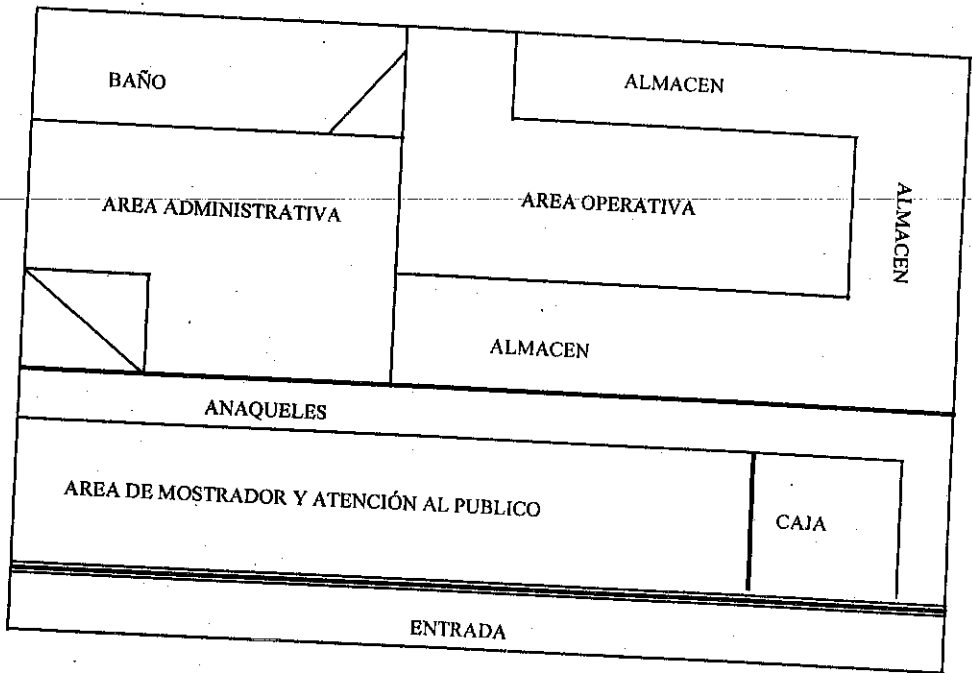 BAÑO
ALMACEN
AREA ADMINISTRATIVA
AREA OPERATIVA
ALMACEN
ALMACEN
ANAQUELES
AREA DE MOSTRADOR Y ATENCIÓN AL PUBLICO
CAJA
ENTRADA